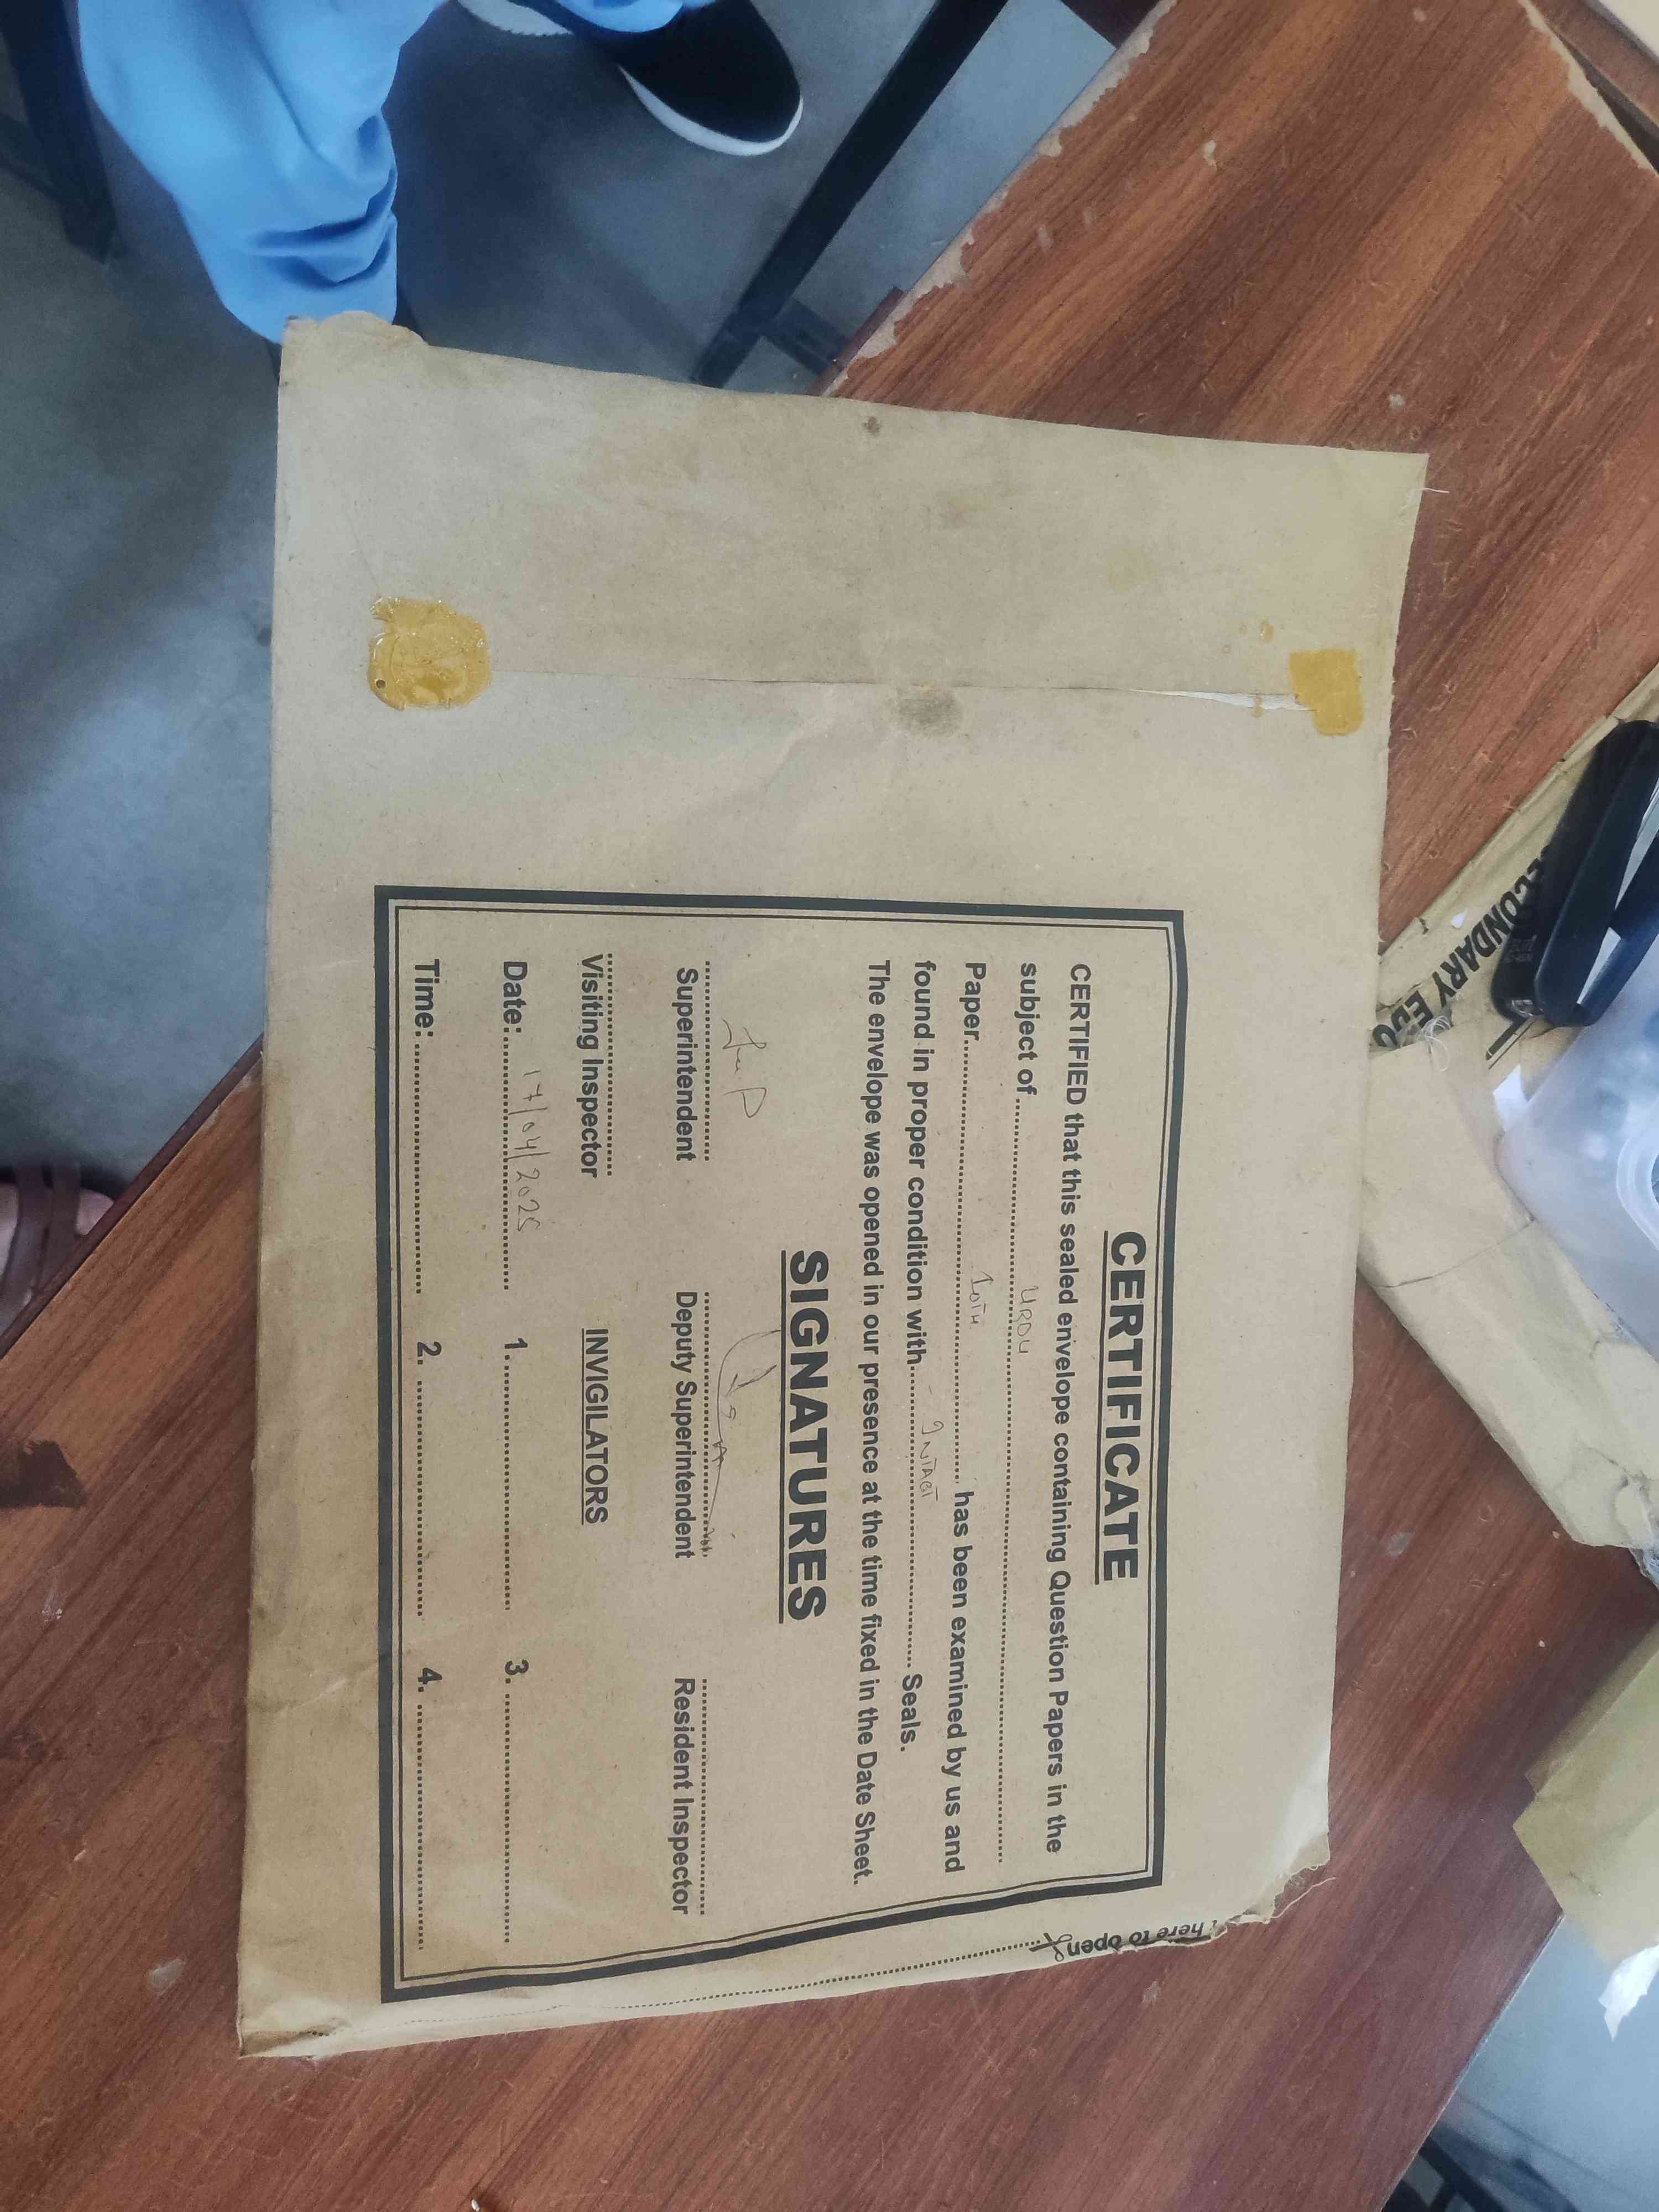 CERTIFICATE
CERTIFIED that this sealed envelope containing Question Papers in the
subject of URDU
Paper 10TH has been examined by us and
found in proper condition with INTACT Seals.
The envelope was opened in our presence at the time fixed in the Date Sheet.
SIGNATURES
Superintendent Deputy Superintendent Resident Inspector
Visiting Inspector INVIGILATORS
Date: 17/04/2025 1. 3.
Time: 2. 4.
here to open